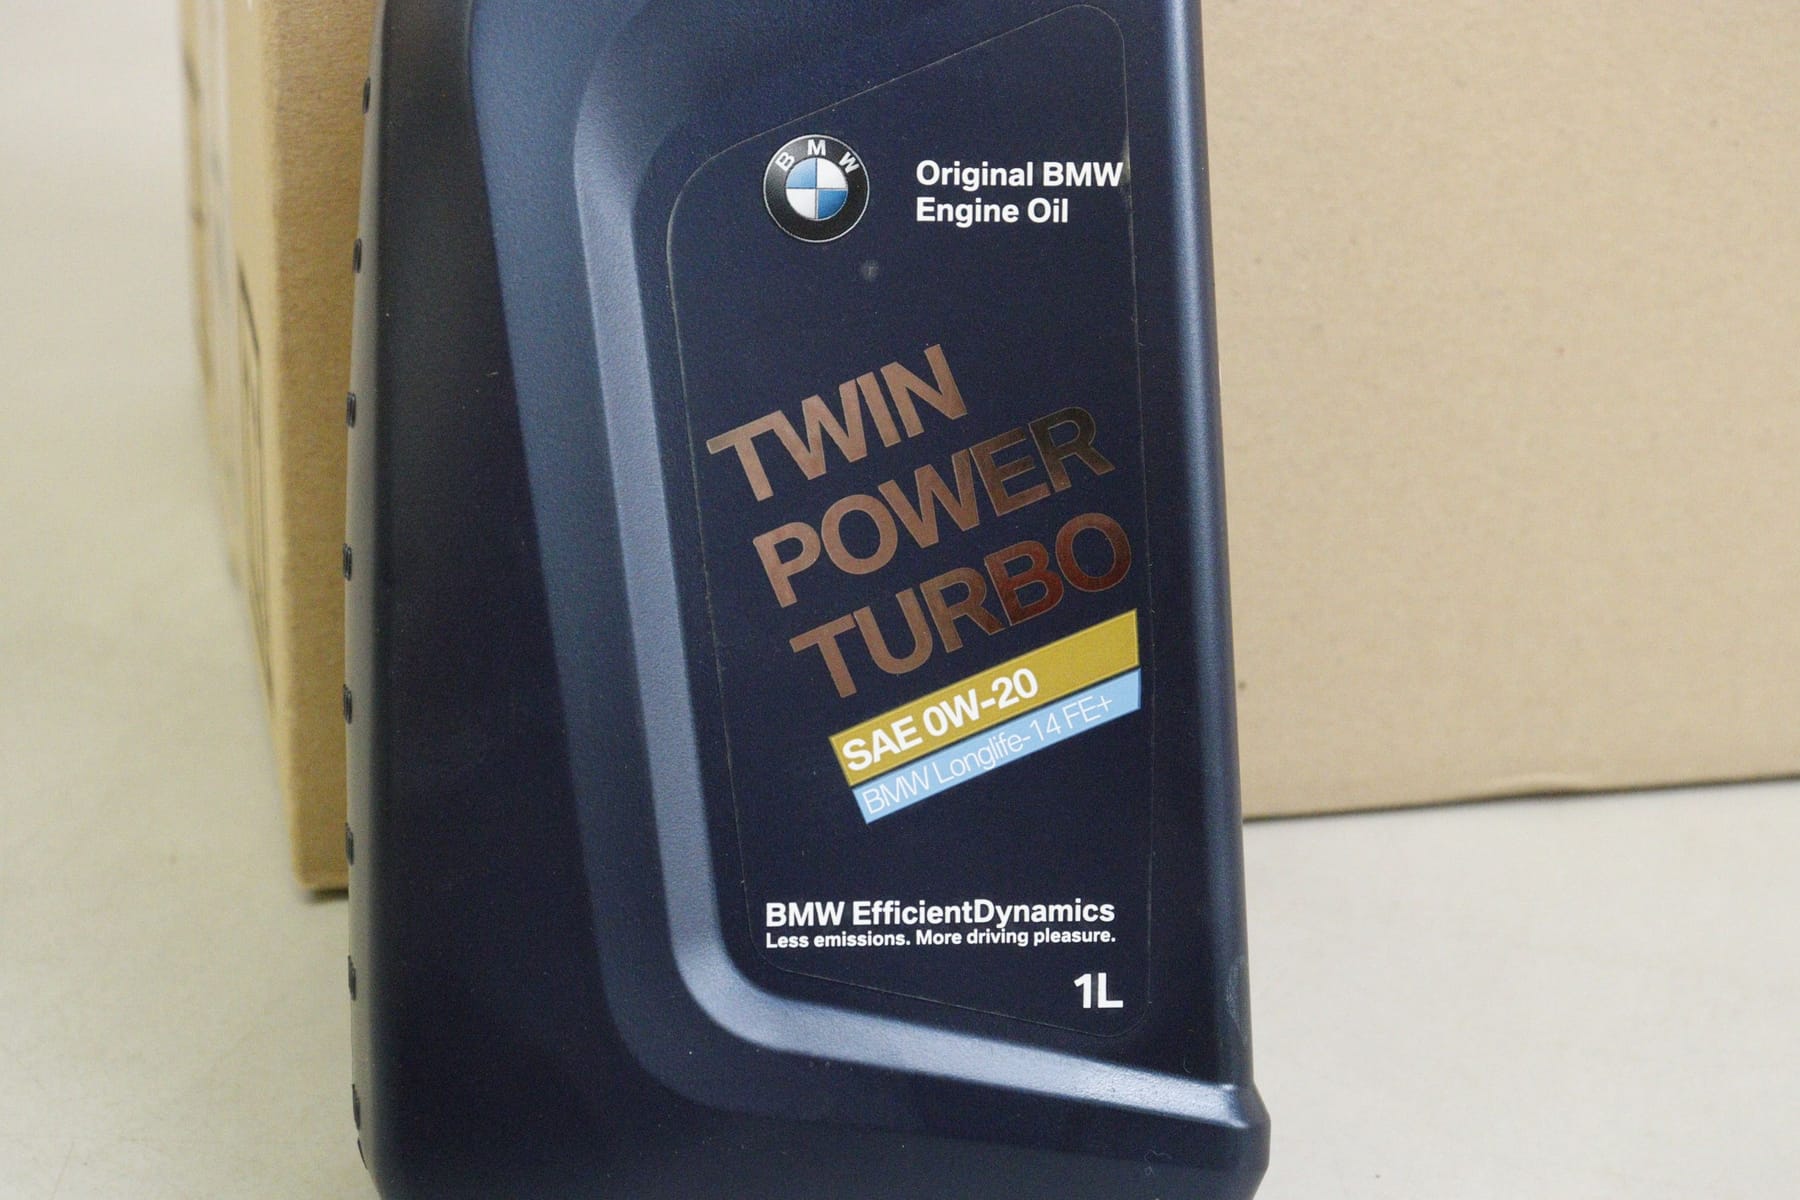 BMW
Original BMW
Engine Oil
TWIN
POWER
TURBO
SAE 0W-20
BMW Longlife-14 FE+
BMW EfficientDynamics
Less emissions. More driving pleasure.
1L